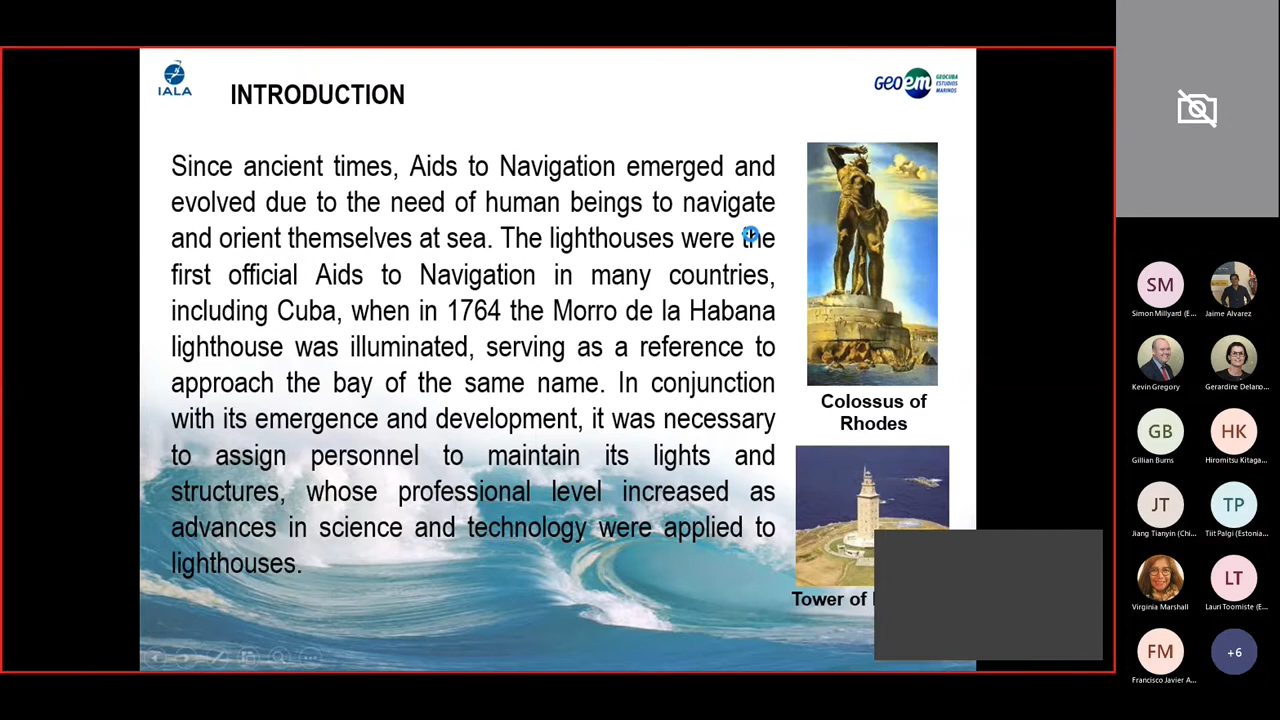 IALA
INTRODUCTION
GEOem GEOCUBA
ESTUDIOS
MARINOS
Since ancient times, Aids to Navigation emerged and
evolved due to the need of human beings to navigate
and orient themselves at sea. The lighthouses were the
first official Aids to Navigation in many countries,
including Cuba, when in 1764 the Morro de la Habana
lighthouse was illuminated, serving as a reference to
approach the bay of the same name. In conjunction
with its emergence and development, it was necessary
to assign personnel to maintain its lights and
structures, whose professional level increased as
advances in science and technology were applied to
lighthouses.
Colossus of
Rhodes
Tower of
SM
Simon Millyard (E...
Jaime Alvarez
Kevin Gregory
Gerardine Delano...
GB
Gillian Burns
HK
Hiromitsu Kitaga...
JT
Jiang Tianyin (Chi...
TP
Tiit Palgi (Estonia...
Virginia Marshall
LT
Lauri Toomiste (E...
FM
Francisco Javier A...
+6